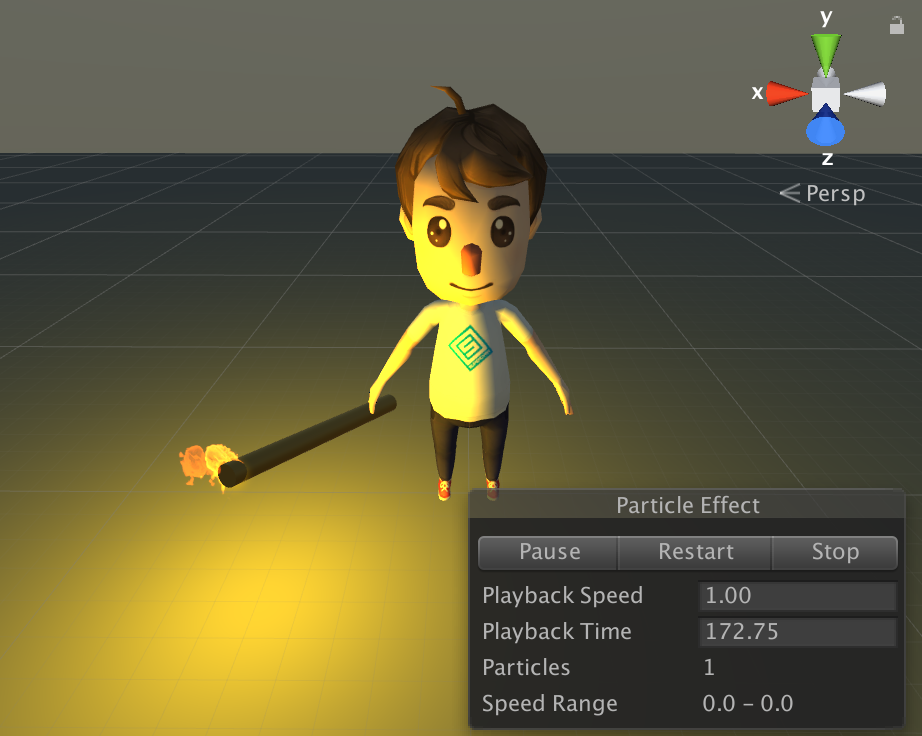 y
x
z
< Persp
Particle Effect
Pause Restart Stop
Playback Speed 1.00
Playback Time 172.75
Particles 1
Speed Range 0.0 – 0.0